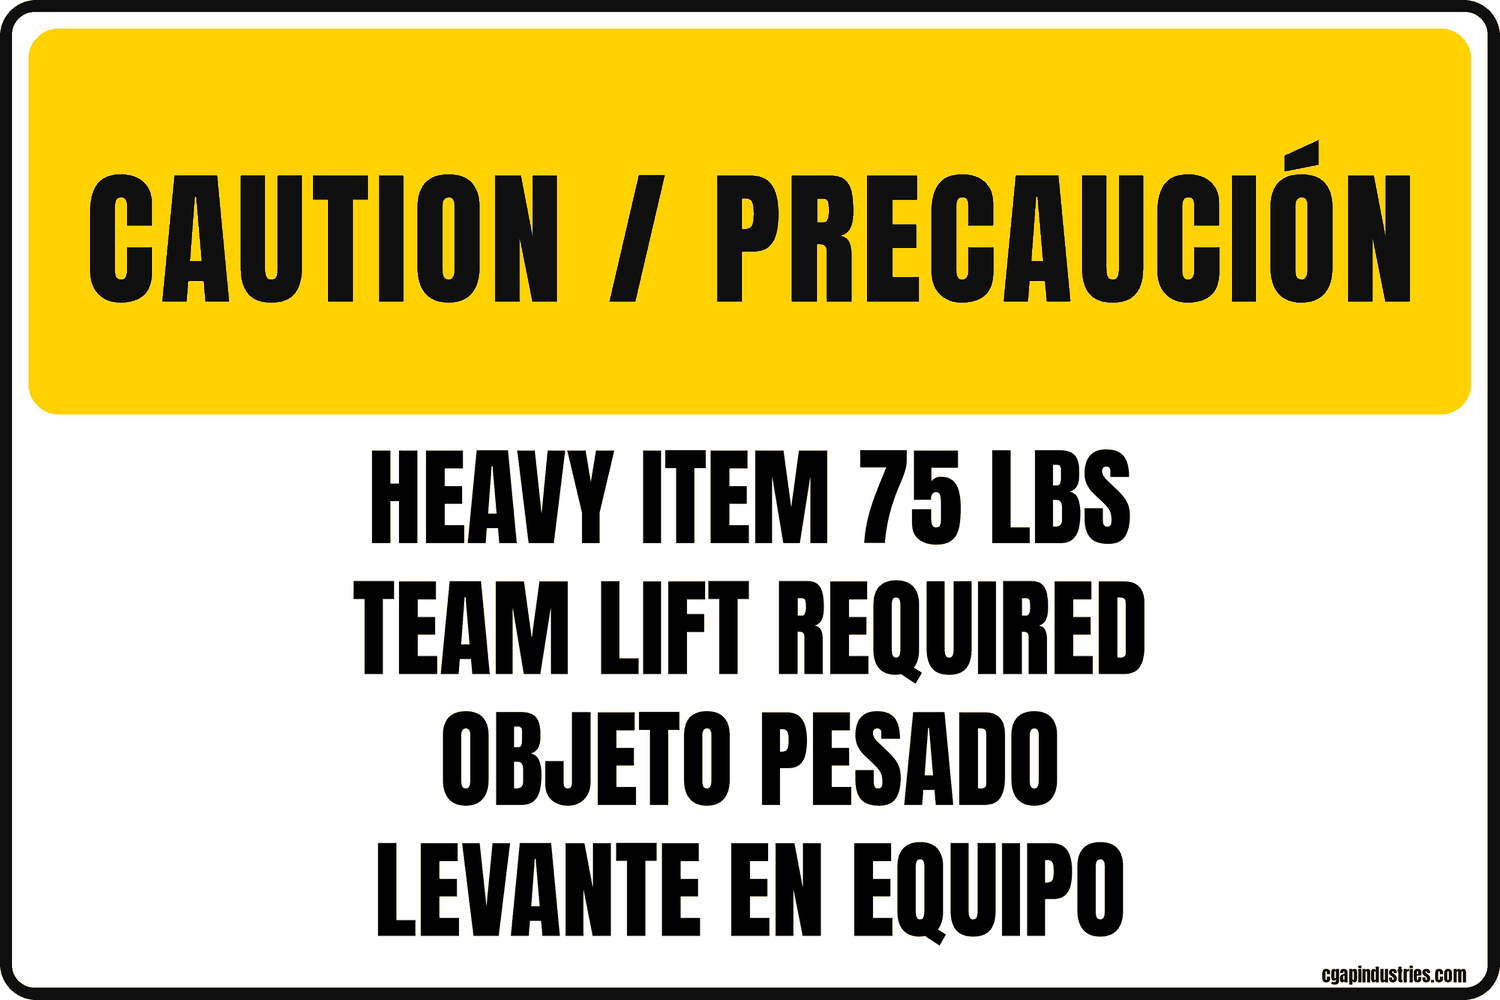 CAUTION / PRECAUCIÓN
HEAVY ITEM 75 LBS
TEAM LIFT REQUIRED
OBJETO PESADO
LEVANTE EN EQUIPO
cgapindustries.com